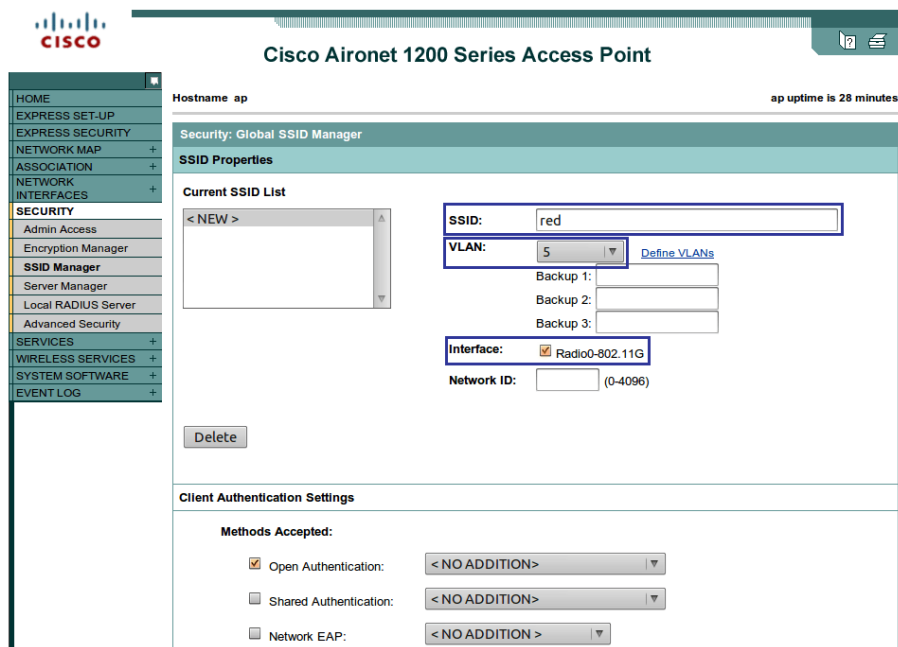 CISCO
Cisco Aironet 1200 Series Access Point
HOME
EXPRESS SET-UP
EXPRESS SECURITY
NETWORK MAP +
ASSOCIATION +
NETWORK
INTERFACES +
SECURITY
Admin Access
Encryption Manager
SSID Manager
Server Manager
Local RADIUS Server
Advanced Security
SERVICES +
WIRELESS SERVICES +
SYSTEM SOFTWARE +
EVENT LOG +
Hostname ap
ap uptime is 28 minutes
Security: Global SSID Manager
SSID Properties
Current SSID List
< NEW >
SSID: red
VLAN: 5 Define VLANs
Backup 1:
Backup 2:
Backup 3:
Interface: Radio0-802.11G
Network ID: (0-4096)
Delete
Client Authentication Settings
Methods Accepted:
Open Authentication: < NO ADDITION>
Shared Authentication: < NO ADDITION>
Network EAP: < NO ADDITION >